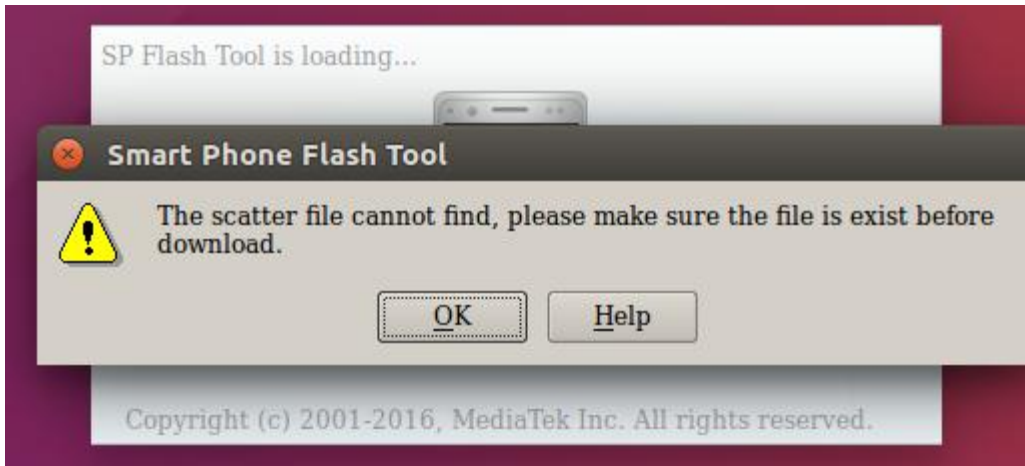 SP Flash Tool is loading...
Smart Phone Flash Tool
The scatter file cannot find, please make sure the file is exist before
download.
OK
Help
Copyright (c) 2001-2016, MediaTek Inc. All rights reserved.